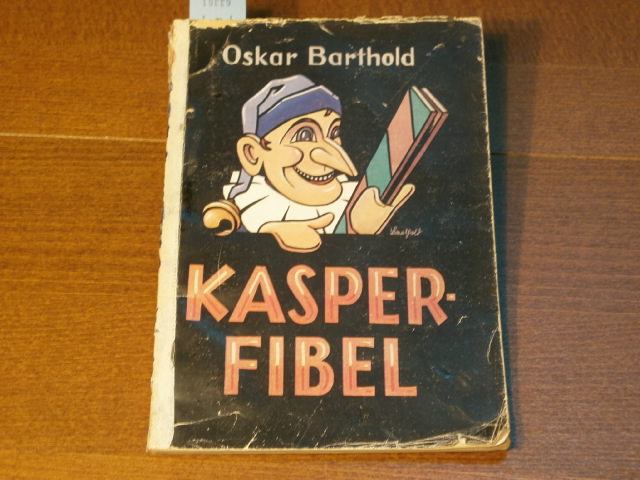 Oskar Barthold
KASPER-
FIBEL